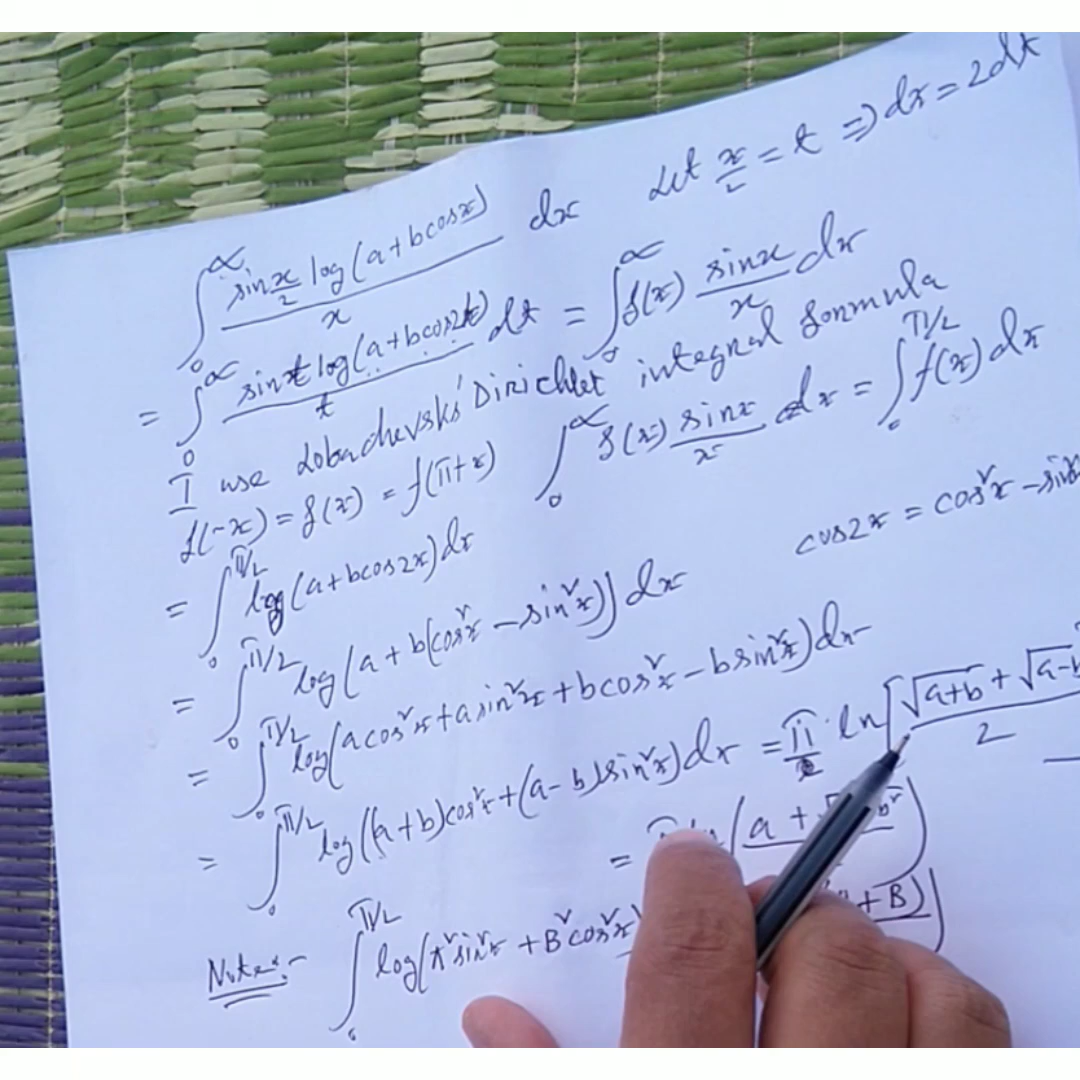 ∫₀^∝ sin x/2 log(a+bcosx)/x dx Let x/2 = t ⇒ dx = 2dt
= ∫₀^∝ sint log(a+bcos2t)/t dt = ∫₀^∝ f(x) sinx/x dx
I use Lobachevski Dirichlet integral formula
f(-x) = f(x) = f(π+x) ∫₀^∝ f(x) sinx/x dx = ∫₀^π/2 f(x) dx
= ∫₀^π/2 log(a+bcos2x) dx cos2x = cos²x - sin²x
= ∫₀^π/2 log(a+b(cos²x - sin²x)) dx
= ∫₀^π/2 log(acos²x + asin²x + bcos²x - bsin²x) dx
= ∫₀^π/2 log((a+b)cos²x + (a-b)sin²x) dx = π/2 · ln[√(a+b) + √(a-b / 2
= ln(a + b²)
Note:- ∫₀^π/2 log(A²sin²x + B²cos²x) +B)